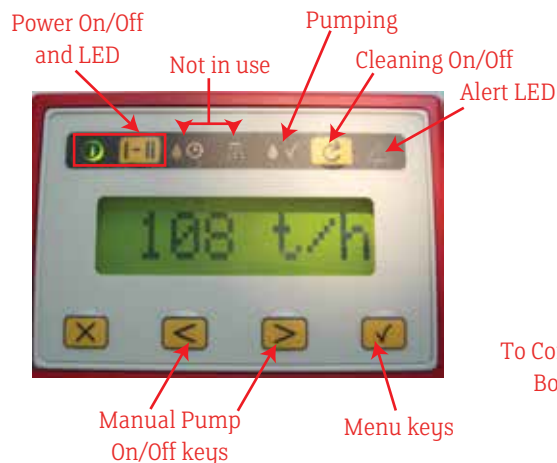 Power On/Off
and LED
Not in use
Pumping
Cleaning On/Off
Alert LED
108 t/h
Manual Pump
On/Off keys
Menu keys
To Co
Bo